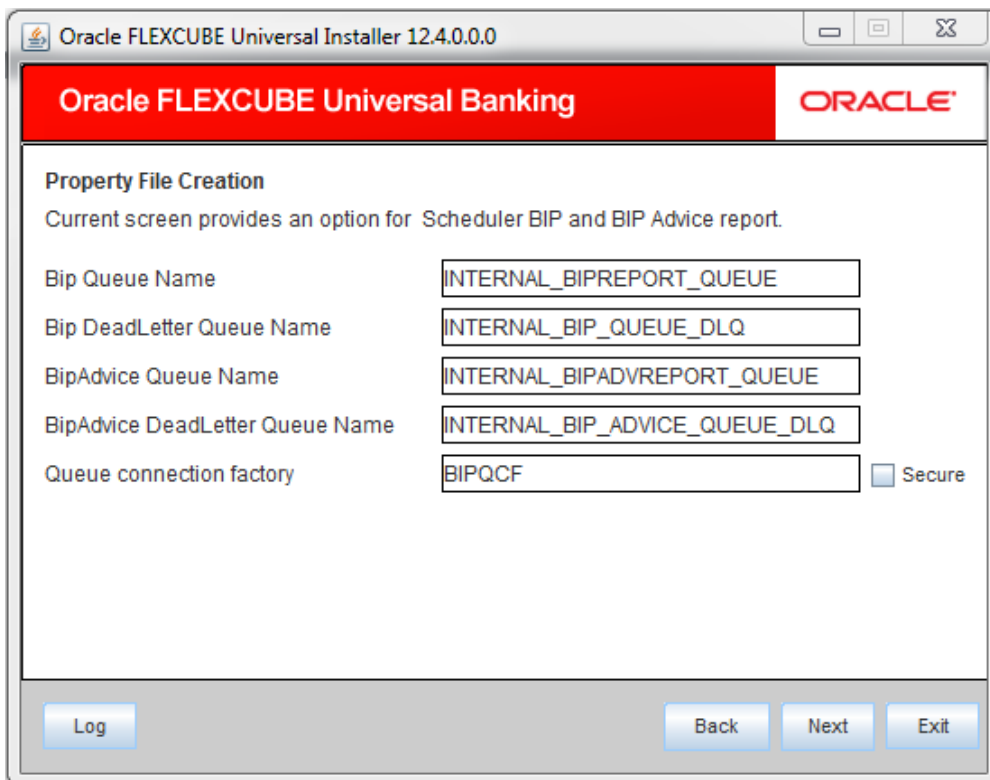 Oracle FLEXCUBE Universal Installer 12.4.0.0.0
Oracle FLEXCUBE Universal Banking ORACLE
Property File Creation
Current screen provides an option for Scheduler BIP and BIP Advice report.
Bip Queue Name INTERNAL_BIPREPORT_QUEUE
Bip DeadLetter Queue Name INTERNAL_BIP_QUEUE_DLQ
BipAdvice Queue Name INTERNAL_BIPADVREPORT_QUEUE
BipAdvice DeadLetter Queue Name INTERNAL_BIP_ADVICE_QUEUE_DLQ
Queue connection factory BIPQCF Secure
Log Back Next Exit